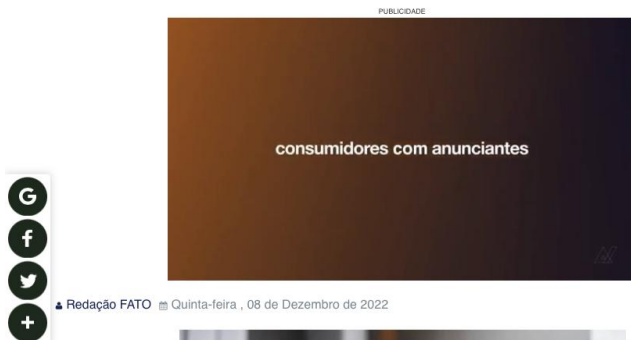 PUBLICIDADE
consumidores com anunciantes
G
f
+
Redação FATO Quinta-feira , 08 de Dezembro de 2022